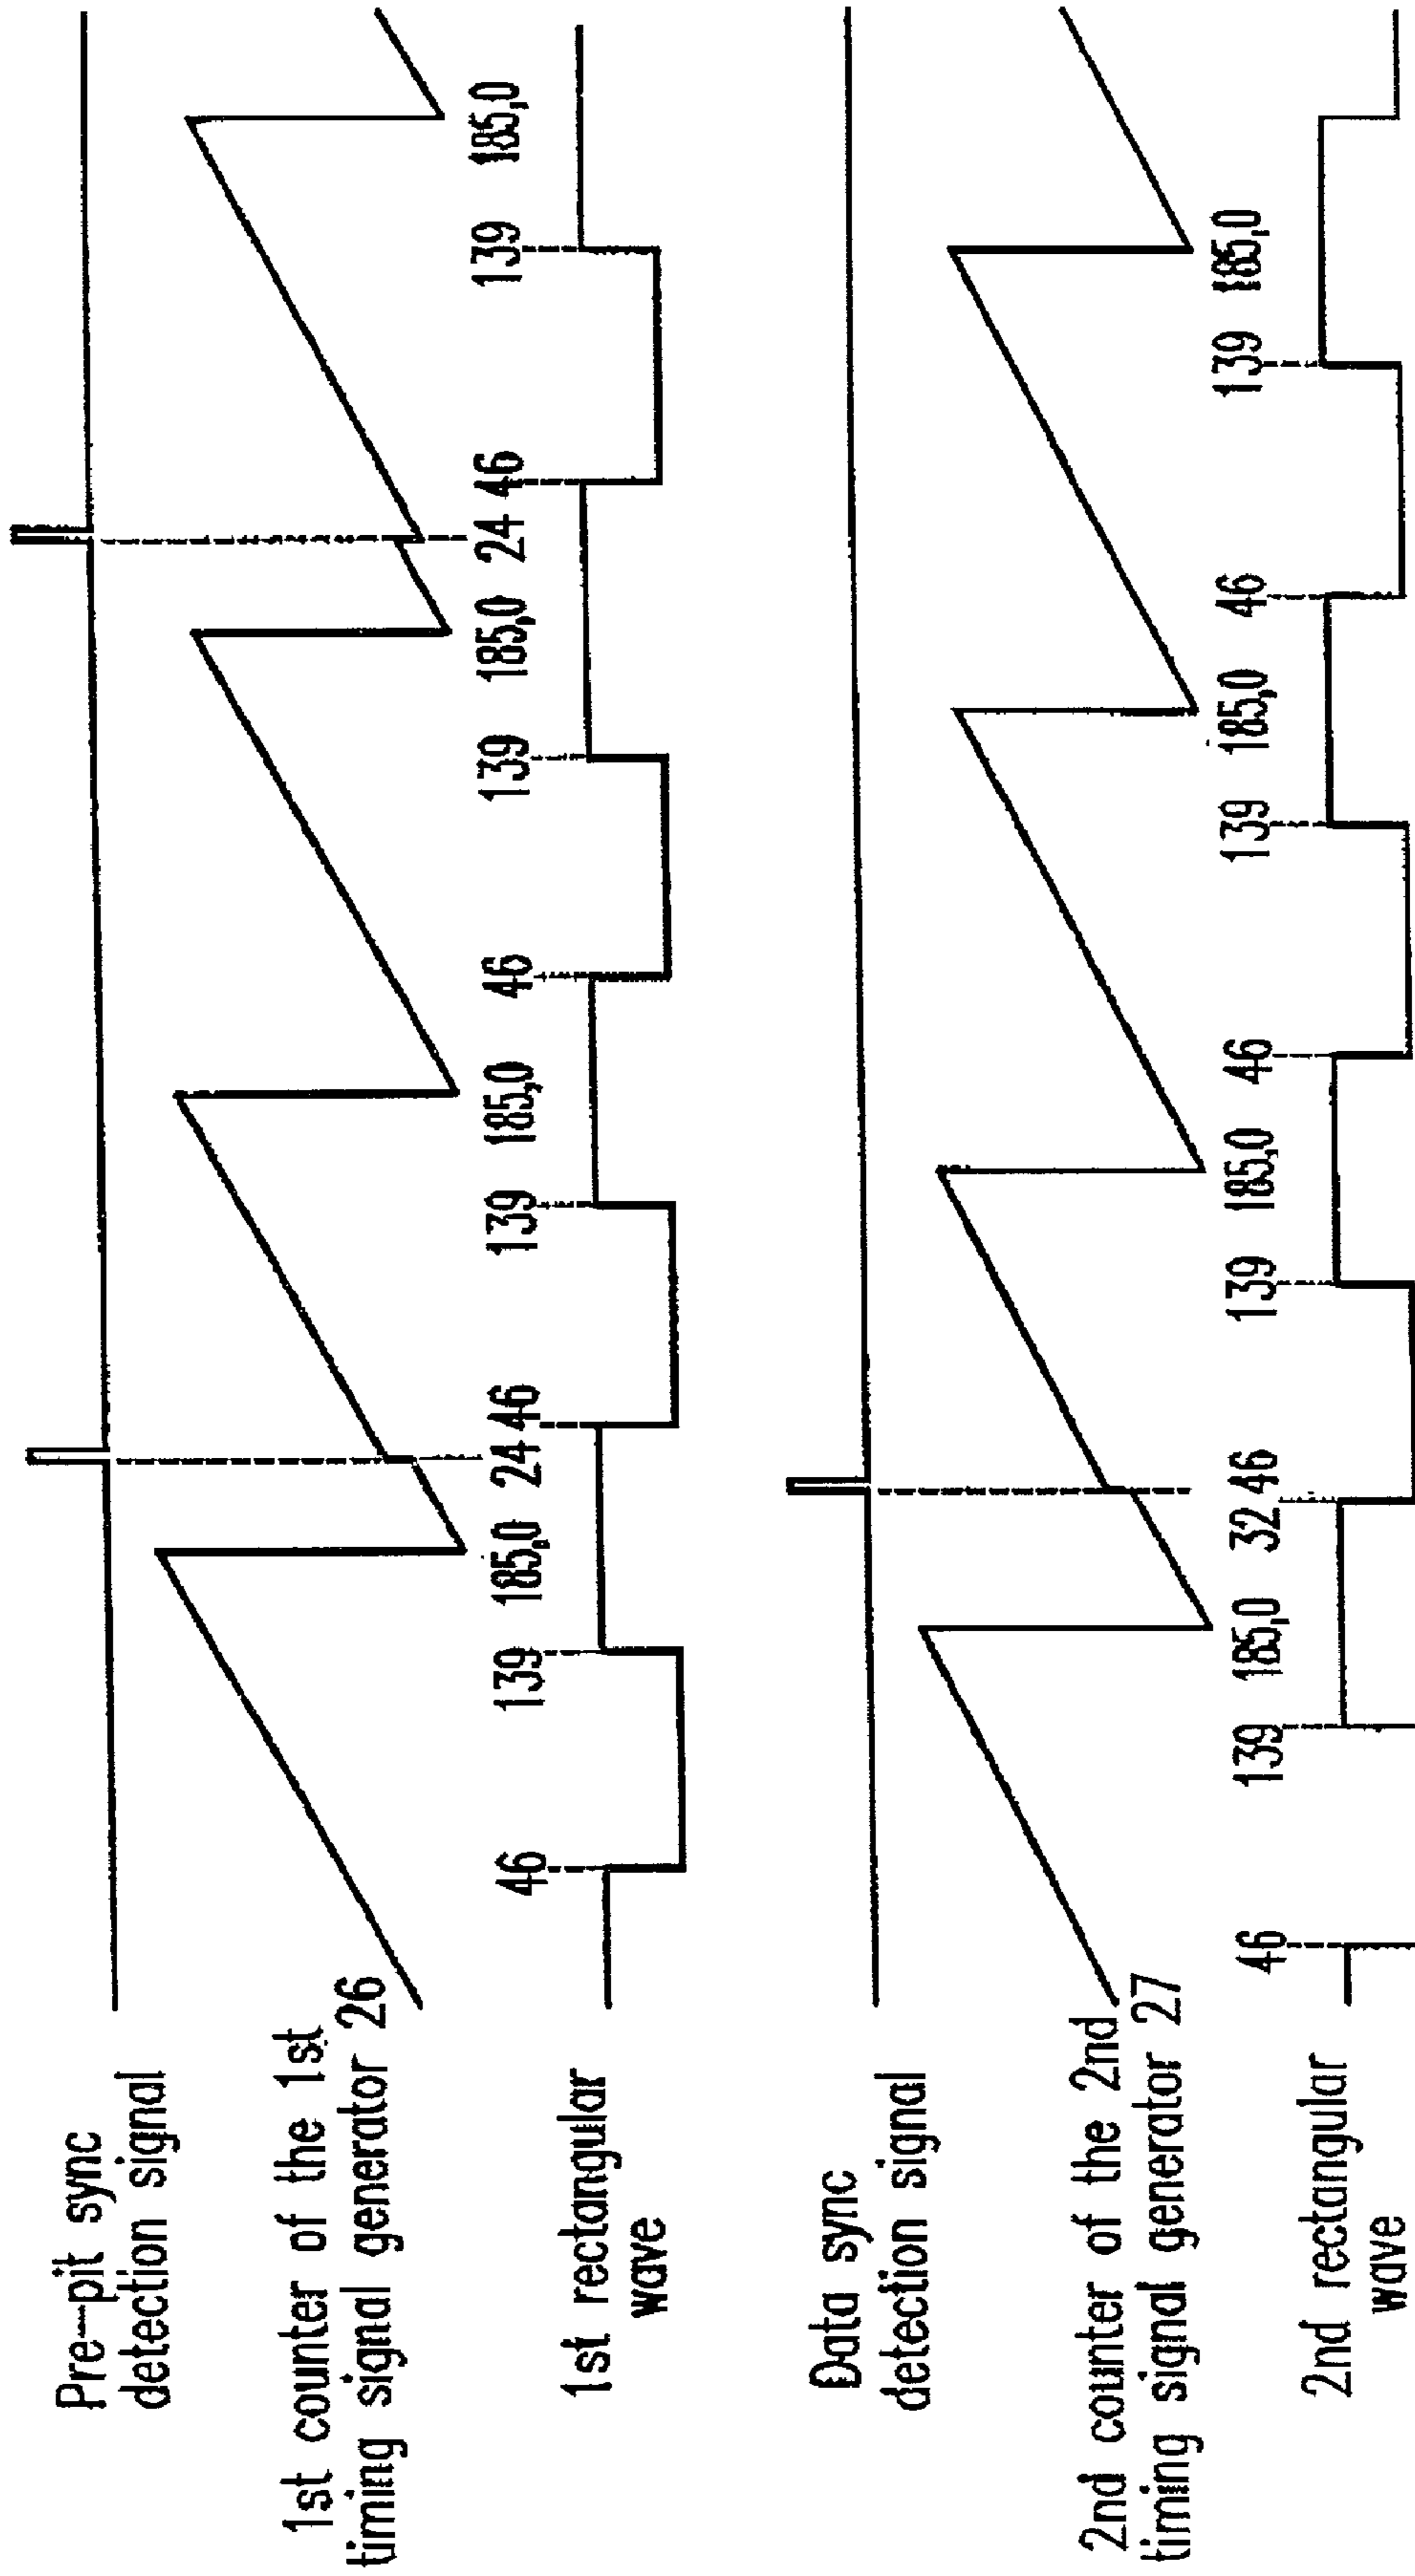 Pre-pit sync
detection signal
1st counter of the 1st
timing signal generator 26
46 139 185,0 24 46 139 185,0 46 139 185,0 24 46 139 185,0
1st rectangular
wave
Data sync
detection signal
2nd counter of the 2nd
timing signal generator 27
46 139 185,0 32 46 139 185,0 46 139 185,0 46 139 185,0
2nd rectangular
wave